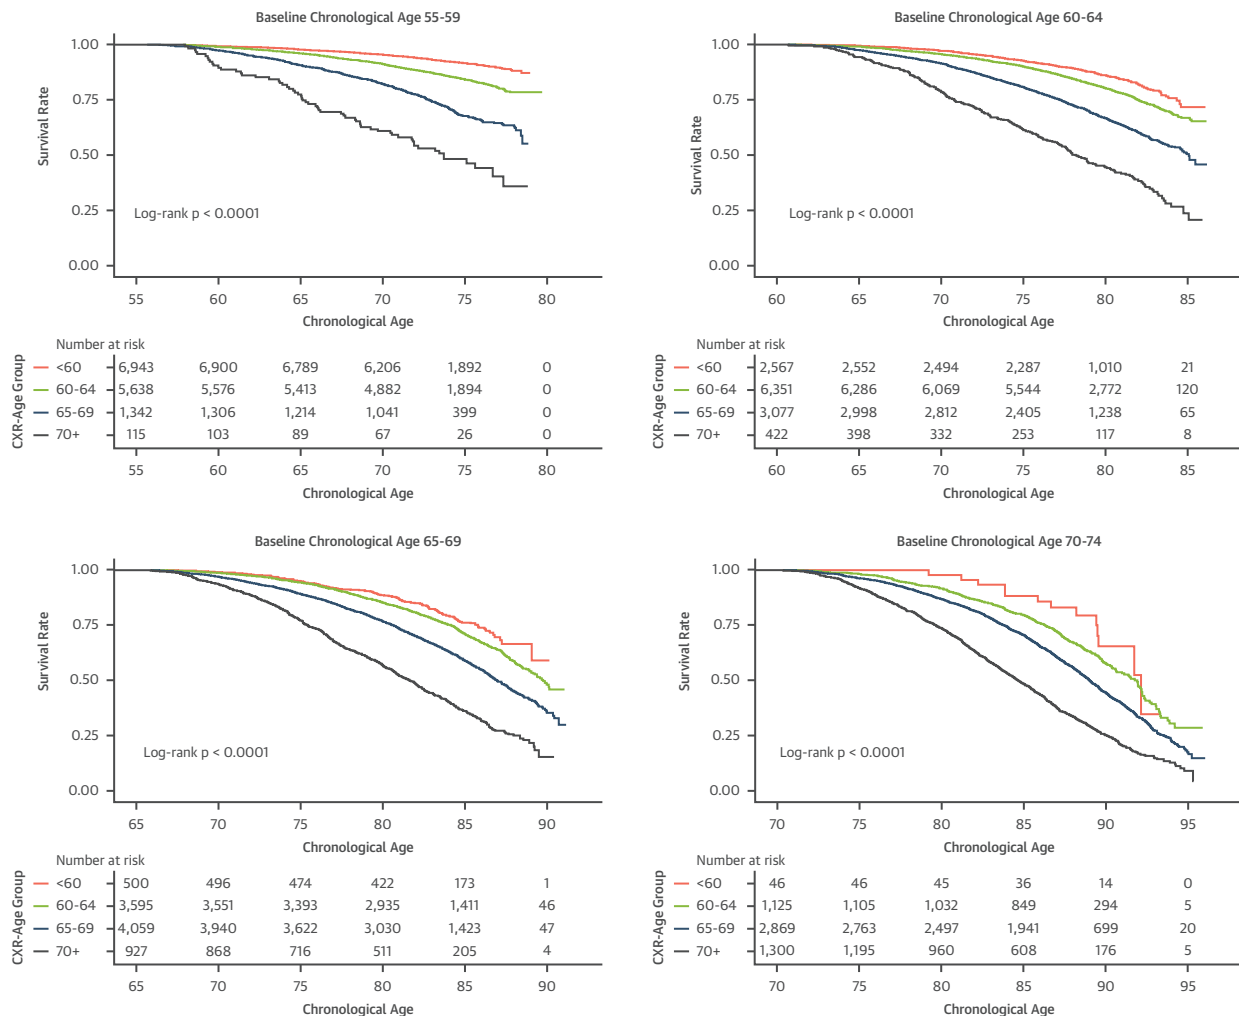 Baseline Chronological Age 55-59
1.00
0.75
0.50
0.25
0.00
Survival Rate
Log-rank p < 0.0001
55 60 65 70 75 80
Chronological Age
Number at risk
CXR-Age Group
<60 6,943 6,900 6,789 6,206 1,892 0
60-64 5,638 5,576 5,413 4,882 1,894 0
65-69 1,342 1,306 1,214 1,041 399 0
70+ 115 103 89 67 26 0
55 60 65 70 75 80
Chronological Age
Baseline Chronological Age 60-64
1.00
0.75
0.50
0.25
0.00
Survival Rate
Log-rank p < 0.0001
60 65 70 75 80 85
Chronological Age
Number at risk
CXR-Age Group
<60 2,567 2,552 2,494 2,287 1,010 21
60-64 6,351 6,286 6,069 5,544 2,772 120
65-69 3,077 2,998 2,812 2,405 1,238 65
70+ 422 398 332 253 117 8
60 65 70 75 80 85
Chronological Age
Baseline Chronological Age 65-69
1.00
0.75
0.50
0.25
0.00
Survival Rate
Log-rank p < 0.0001
65 70 75 80 85 90
Chronological Age
Number at risk
CXR-Age Group
<60 500 496 474 422 173 1
60-64 3,595 3,551 3,393 2,935 1,411 46
65-69 4,059 3,940 3,622 3,030 1,423 47
70+ 927 868 716 511 205 4
65 70 75 80 85 90
Chronological Age
Baseline Chronological Age 70-74
1.00
0.75
0.50
0.25
0.00
Survival Rate
Log-rank p < 0.0001
70 75 80 85 90 95
Chronological Age
Number at risk
CXR-Age Group
<60 46 46 45 36 14 0
60-64 1,125 1,105 1,032 849 294 5
65-69 2,869 2,763 2,497 1,941 699 20
70+ 1,300 1,195 960 608 176 5
70 75 80 85 90 95
Chronological Age